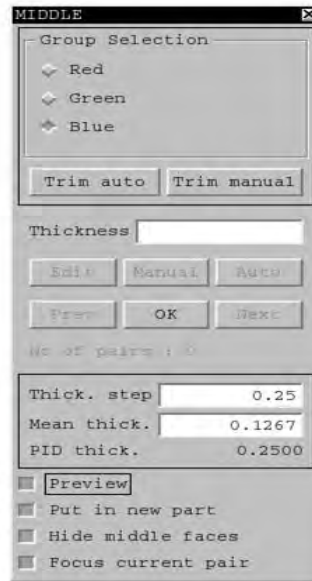 MIDDLE
Group Selection
Red
Green
Blue
Trim auto Trim manual
Thickness
Edit Manual Auto
Prev OK Next
No of pairs : 0
Thick. step 0.25
Mean thick. 0.1267
PID thick. 0.2500
Preview
Put in new part
Hide middle faces
Focus current pair